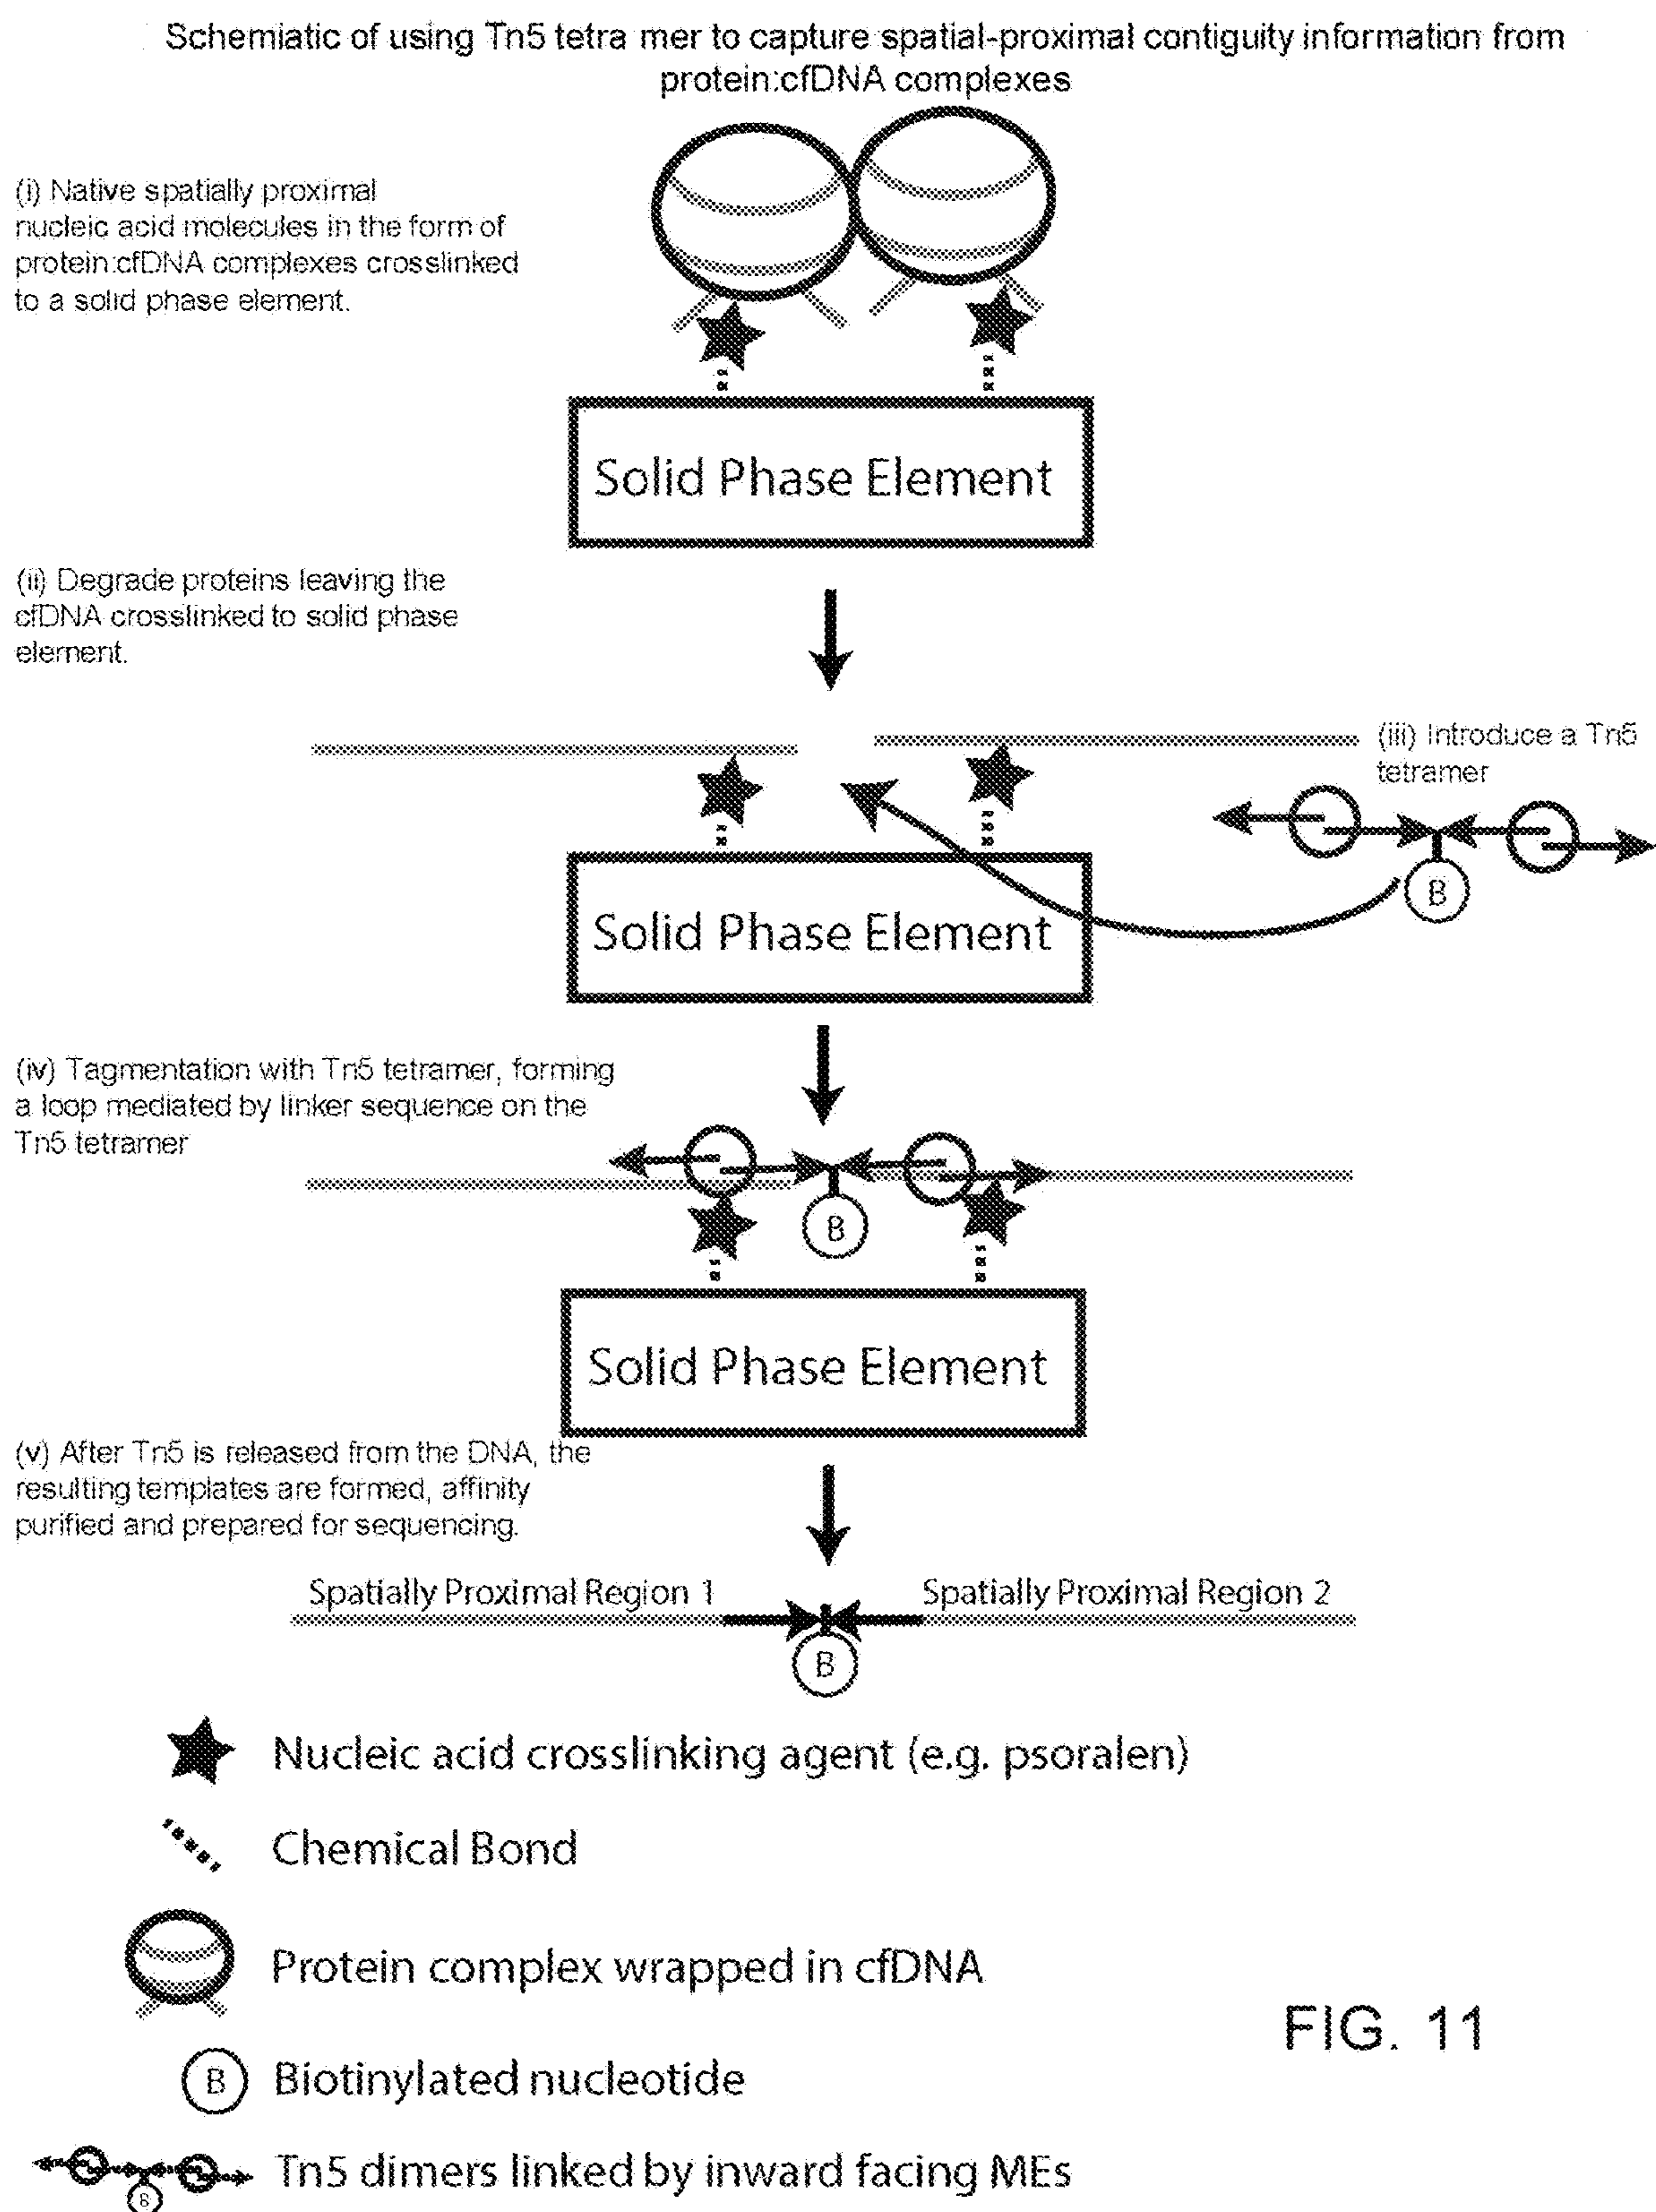 Schemiatic of using Tn5 tetra mer to capture spatial-proximal contiguity information from
protein:cfDNA complexes
(i) Native spatially proximal
nucleic acid molecules in the form of
protein:cfDNA complexes crosslinked
to a solid phase element.
Solid Phase Element
(ii) Degrade proteins leaving the
cfDNA crosslinked to solid phase
element.
(iii) Introduce a Tn5
tetramer
B
Solid Phase Element
(iv) Tagmentation with Tn5 tetramer, forming
a loop mediated by linker sequence on the
Tn5 tetramer
B
Solid Phase Element
(v) After Tn5 is released from the DNA, the
resulting templates are formed, affinity
purified and prepared for sequencing.
Spatially Proximal Region 1 Spatially Proximal Region 2
B
Nucleic acid crosslinking agent (e.g. psoralen)
Chemical Bond
Protein complex wrapped in cfDNA
FIG. 11
B Biotinylated nucleotide
Tn5 dimers linked by inward facing MEs
B